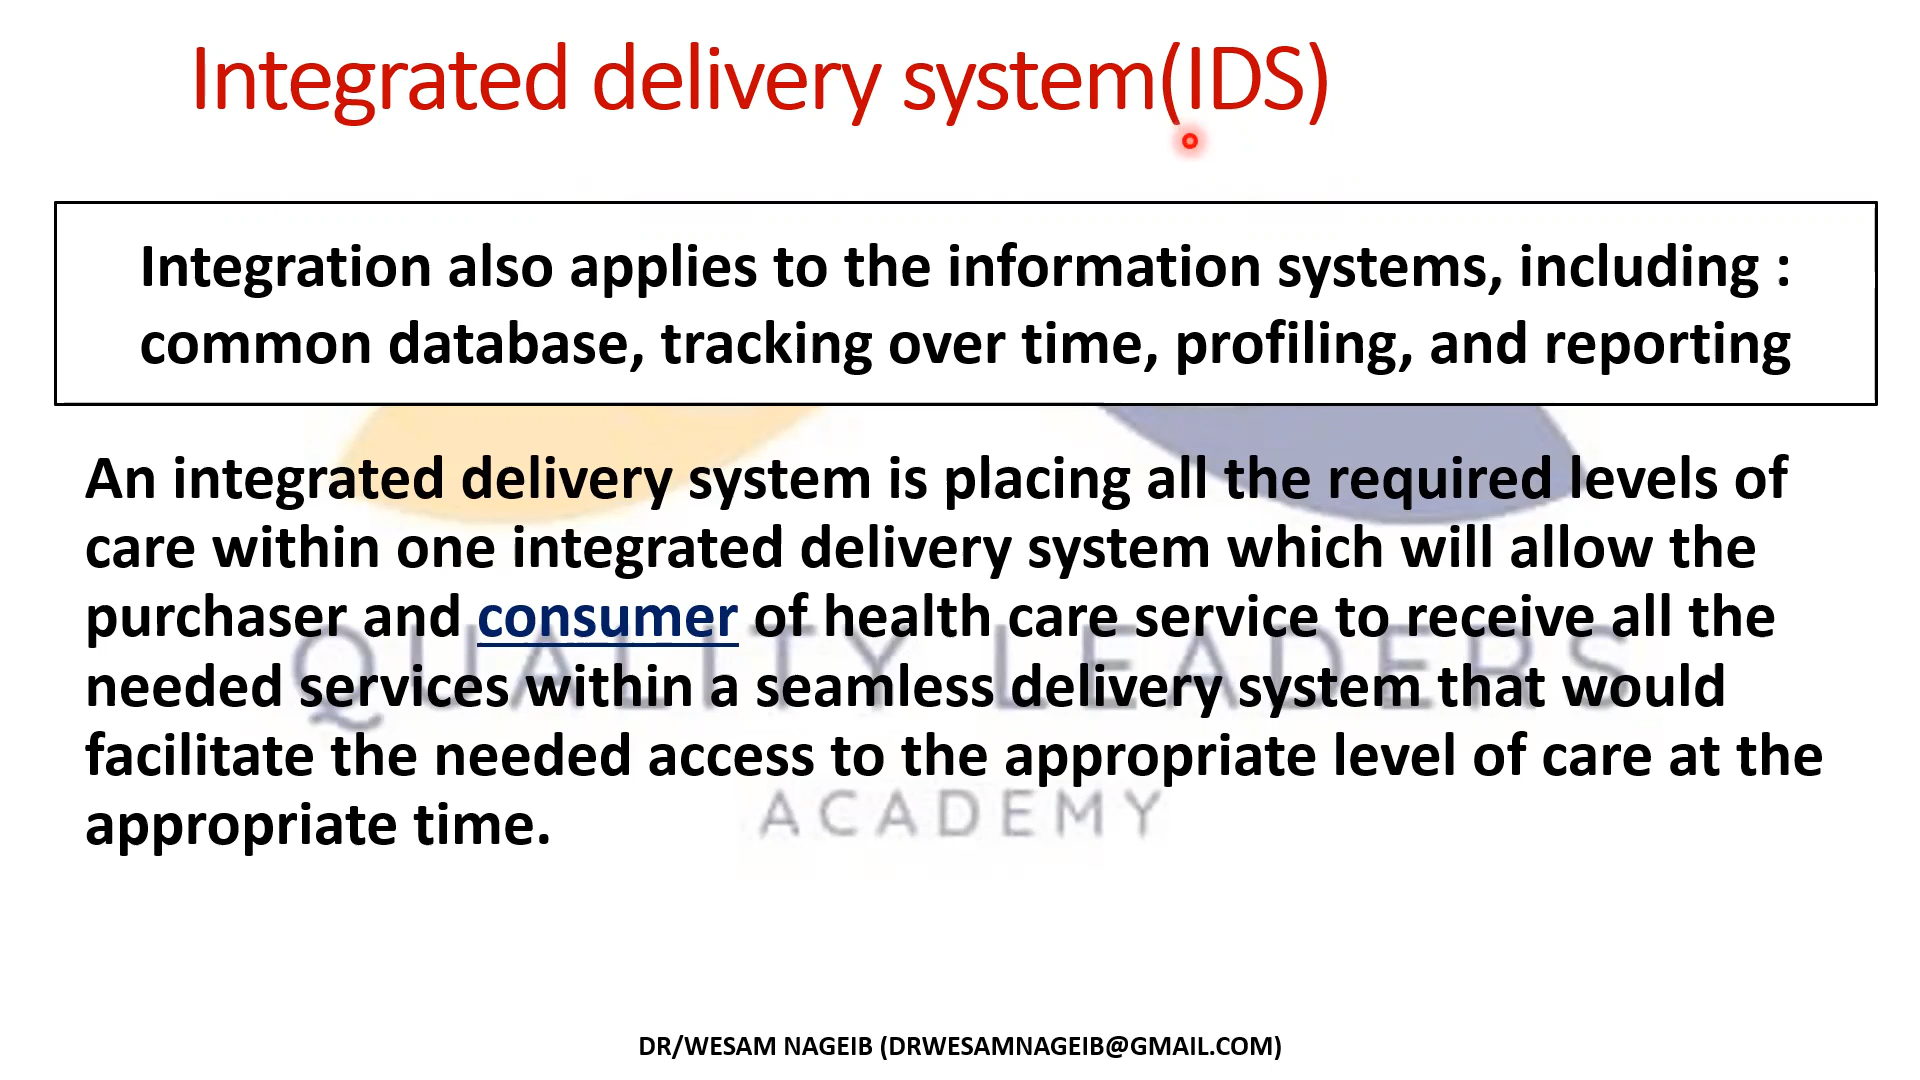 Integrated delivery system(IDS)
Integration also applies to the information systems, including :
common database, tracking over time, profiling, and reporting
An integrated delivery system is placing all the required levels of
care within one integrated delivery system which will allow the
purchaser and consumer of health care service to receive all the
needed services within a seamless delivery system that would
facilitate the needed access to the appropriate level of care at the
appropriate time.
QUALITY LEADERS
ACADEMY
DR/WESAM NAGEIB (DRWESAMNAGEIB@GMAIL.COM)